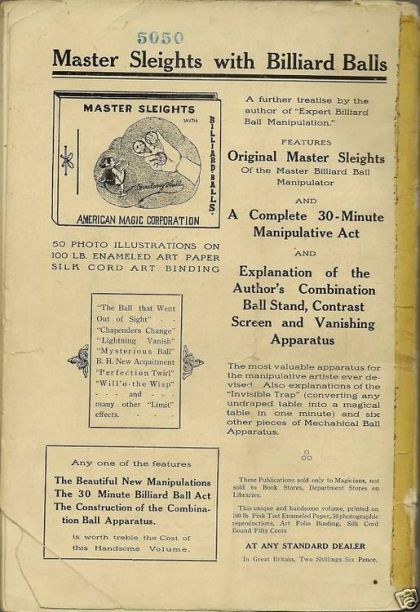 5050
Master Sleights with Billiard Balls
MASTER SLEIGHTS
WITH
BILLIARD BALLS.
AMERICAN MAGIC CORPORATION
50 PHOTO ILLUSTRATIONS ON
100 LB. ENAMELED ART PAPER
SILK CORD ART BINDING
"The Ball that Went
Out of Sight" - -
"Chapenders Change"
"Lightning Vanish"
"Mysterious Ball"
B. H. New Acquitment
"Perfection Twirl"
"Will'o the Wisp"
- - and - -
many other "Limit"
effects. - - -
Any one of the features
The Beautiful New Manipulations
The 30 Minute Billiard Ball Act
The Construction of the Combina-
tion Ball Apparatus.
is worth treble the Cost of
this Handsome Volume.
A further treatise by the
author of "Expert Billiard
Ball Manipulation."
FEATURES
Original Master Sleights
Of the Master Billiard Ball
Manipulator
AND
A Complete 30-Minute
Manipulative Act
AND
Explanation of the
Author's Combination
Ball Stand, Contrast
Screen and Vanishing
Apparatus
The most valuable apparatus for
the manipulative artiste ever de-
vised. Also explanations of the
"Invisible Trap" (converting any
undraped table into a magical
table in one minute) and six
other pieces of Mechahical Ball
Apparatus.
These Publications sold only to Magicians, not
sold to Book Stores, Department Stores on
Libraries.
This unique and handsome volume, printed on
100-lb Pink Tint Enameled Paper, 50 photographic
reproductions, Art Folio Binding, Silk Cord
Bound Fifty Cents
AT ANY STANDARD DEALER
In Great Britain, Two Shillings Six Pence.